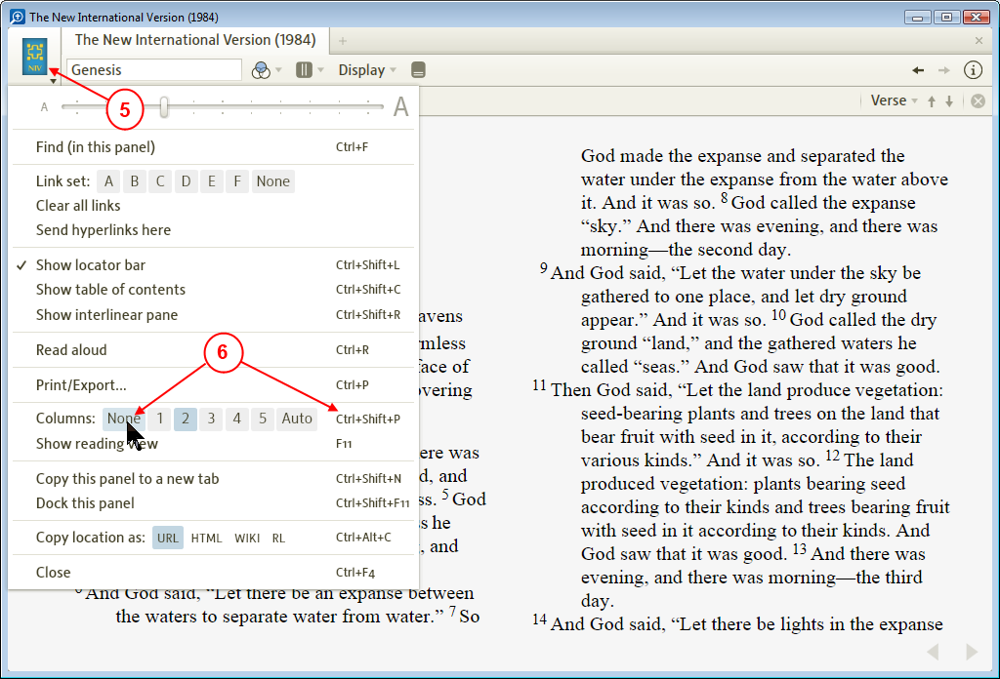 The New International Version (1984)
The New International Version (1984)
NIV
Genesis
Display
5
A A
Verse
Find (in this panel) Ctrl+F
Link set: A B C D E F None
Clear all links
Send hyperlinks here
✓ Show locator bar Ctrl+Shift+L
Show table of contents Ctrl+Shift+C
Show interlinear pane Ctrl+Shift+R
Read aloud Ctrl+R
6
Print/Export... Ctrl+P
Columns: None 1 2 3 4 5 Auto Ctrl+Shift+P
Show reading view F11
Copy this panel to a new tab Ctrl+Shift+N
Dock this panel Ctrl+Shift+F11
Copy location as: URL HTML WIKI RL Ctrl+Alt+C
Close Ctrl+F4
avens
mless
face of
overing
ere was
d, and
ss. 5 God
s he
, and
6 And God said, “Let there be an expanse between
the waters to separate water from water.” 7 So
God made the expanse and separated the
water under the expanse from the water above
it. And it was so. 8 God called the expanse
“sky.” And there was evening, and there was
morning—the second day.
9 And God said, “Let the water under the sky be
gathered to one place, and let dry ground
appear.” And it was so. 10 God called the dry
ground “land,” and the gathered waters he
called “seas.” And God saw that it was good.
11 Then God said, “Let the land produce vegetation:
seed-bearing plants and trees on the land that
bear fruit with seed in it, according to their
various kinds.” And it was so. 12 The land
produced vegetation: plants bearing seed
according to their kinds and trees bearing fruit
with seed in it according to their kinds. And
God saw that it was good. 13 And there was
evening, and there was morning—the third
day.
14 And God said, “Let there be lights in the expanse